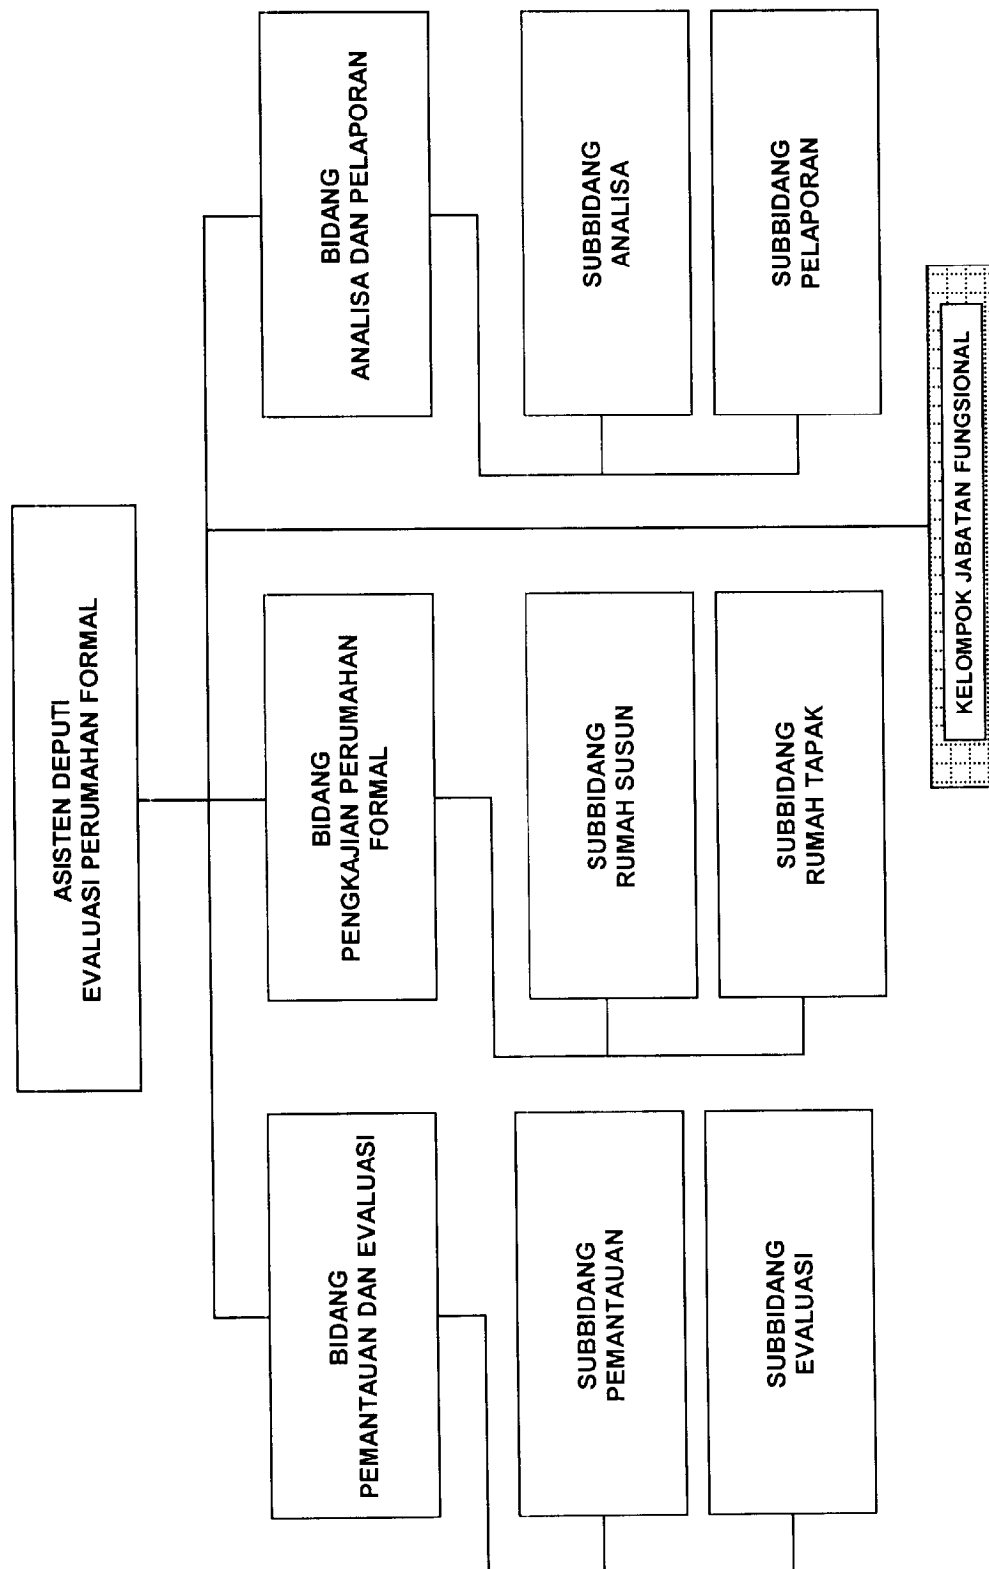 ASISTEN DEPUTI
EVALUASI PERUMAHAN FORMAL
BIDANG
PEMANTAUAN DAN EVALUASI
BIDANG
PENGKAJIAN PERUMAHAN
FORMAL
BIDANG
ANALISA DAN PELAPORAN
SUBBIDANG
PEMANTAUAN
SUBBIDANG
RUMAH SUSUN
SUBBIDANG
ANALISA
SUBBIDANG
EVALUASI
SUBBIDANG
RUMAH TAPAK
SUBBIDANG
PELAPORAN
KELOMPOK JABATAN FUNGSIONAL